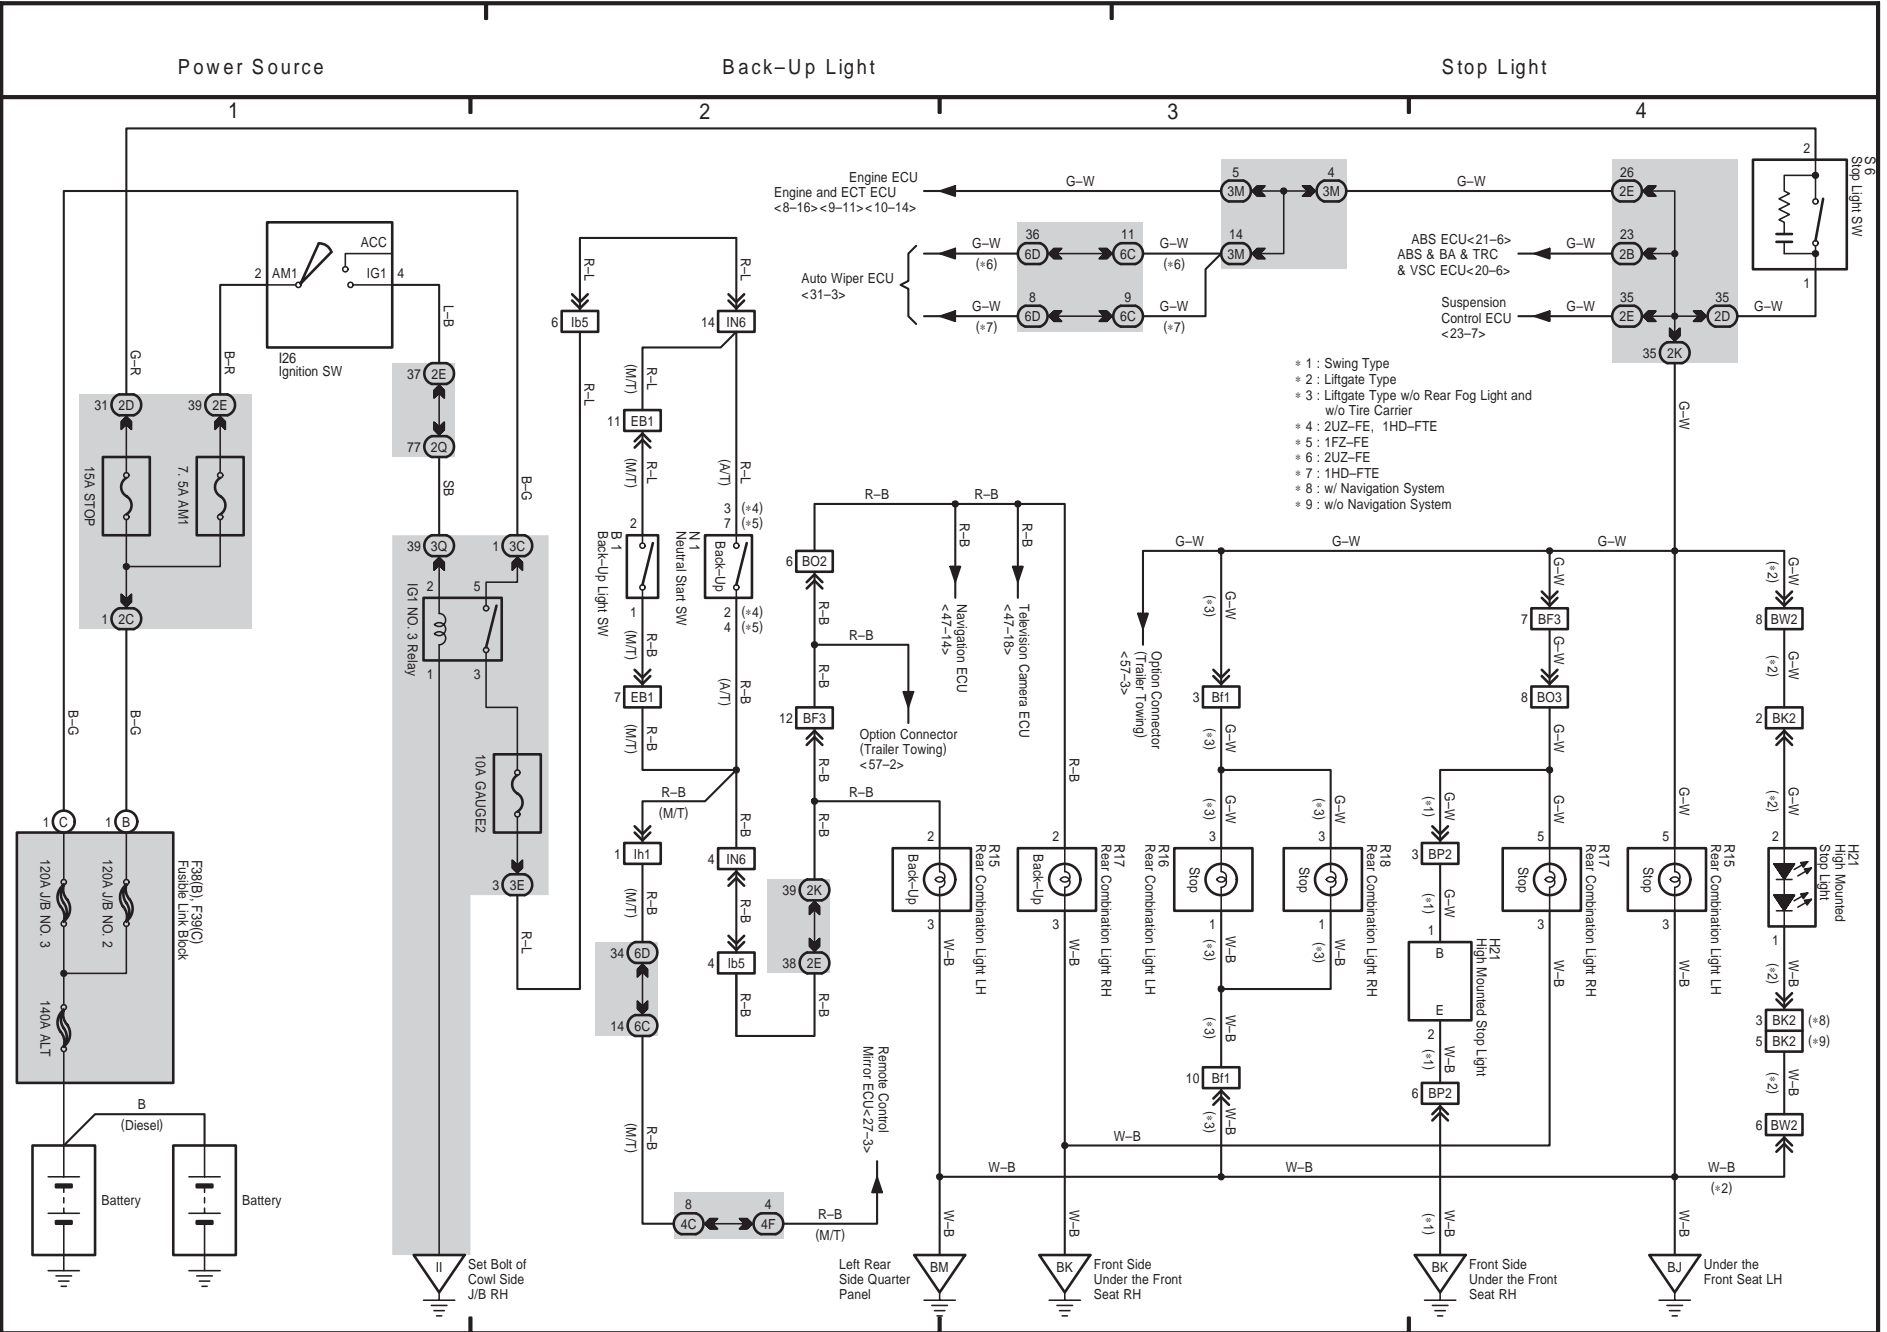 Power Source
Back–Up Light
Stop Light
1
2
3
4
2
S 6
Stop Light SW
1
Engine ECU
Engine and ECT ECU
<8–16><9–11><10–14>
G–W
5
3M
4
3M
G–W
26
2E
14
3M
Auto Wiper ECU
<31–3>
G–W
(∗6)
36
6D
11
6C
G–W
(∗6)
G–W
(∗7)
8
6D
9
6C
G–W
(∗7)
ABS ECU<21–6>
ABS & BA & TRC
& VSC ECU<20–6>
G–W
23
2B
Suspension
Control ECU
<23–7>
G–W
35
2E
35
2D
G–W
35
2K
G–W
∗ 1 : Swing Type
∗ 2 : Liftgate Type
∗ 3 : Liftgate Type w/o Rear Fog Light and
w/o Tire Carrier
∗ 4 : 2UZ–FE, 1HD–FTE
∗ 5 : 1FZ–FE
∗ 6 : 2UZ–FE
∗ 7 : 1HD–FTE
∗ 8 : w/ Navigation System
∗ 9 : w/o Navigation System
ACC
2
AM1
IG1
4
I26
Ignition SW
G–R
B–R
L–B
31
2D
39
2E
15A STOP
7. 5A AM1
1
2C
37
2E
77
2Q
SB
B–G
39
3Q
1
3C
2
5
IG1 NO. 3 Relay
1
3
10A GAUGE2
3
3E
R–L
B–G
B–G
1
C
1
B
120A J/B NO. 3
120A J/B NO. 2
140A ALT
F38(B), F39(C)
Fusible Link Block
B
(Diesel)
Battery
Battery
II
Set Bolt of
Cowl Side
J/B RH
R–L
R–L
6
Ib5
14
IN6
R–L
R–L
(M/T)
11
EB1
R–L
(M/T)
R–L
(A/T)
3 (∗4)
7 (∗5)
2
B 1
Back–Up Light SW
1
N 1
Neutral Start SW
Back–Up
2 (∗4)
4 (∗5)
R–B
(M/T)
7
EB1
R–B
(M/T)
R–B
(A/T)
R–B
(M/T)
1
Ih1
R–B
(M/T)
34
6D
14
6C
R–B
(M/T)
8
4C
4
4F
R–B
(M/T)
Remote Control
Mirror ECU<27–3>
R–B
4
IN6
R–B
4
Ib5
R–B
R–B
38
2E
39
2K
R–B
R–B
12
BF3
R–B
R–B
R–B
6
BO2
R–B
Option Connector
(Trailer Towing)
<57–2>
R–B
R–B
R–B
Navigation ECU
<47–14>
R–B
Television Camera ECU
<47–18>
R–B
2
Back–Up
R15
Rear Combination Light LH
3
W–B
2
Back–Up
R17
Rear Combination Light RH
3
W–B
G–W
G–W
G–W
Option Connector
(Trailer Towing)
<57–3>
G–W
(∗3)
3
Bf1
G–W
(∗3)
G–W
(∗3)
G–W
(∗3)
3
Stop
R16
Rear Combination Light LH
1
3
Stop
R18
Rear Combination Light RH
1
W–B
(∗3)
W–B
(∗3)
10
Bf1
W–B
(∗3)
G–W
7
BF3
G–W
8
BO3
G–W
G–W
(∗1)
3
BP2
G–W
(∗1)
1
B
E
H21
High Mounted Stop Light
2
W–B
(∗1)
6
BP2
W–B
(∗1)
G–W
5
Stop
R17
Rear Combination Light RH
3
W–B
G–W
5
Stop
R15
Rear Combination Light LH
3
W–B
G–W
(∗2)
8
BW2
G–W
(∗2)
2
BK2
G–W
(∗2)
2
H21
High Mounted
Stop Light
1
W–B
(∗2)
3
BK2
(∗8)
5
BK2
(∗9)
W–B
(∗2)
6
BW2
W–B
W–B
W–B
W–B
(∗2)
W–B
W–B
W–B
Left Rear
Side Quarter
Panel
BM
BK
Front Side
Under the Front
Seat RH
BK
Front Side
Under the Front
Seat RH
BJ
Under the
Front Seat LH